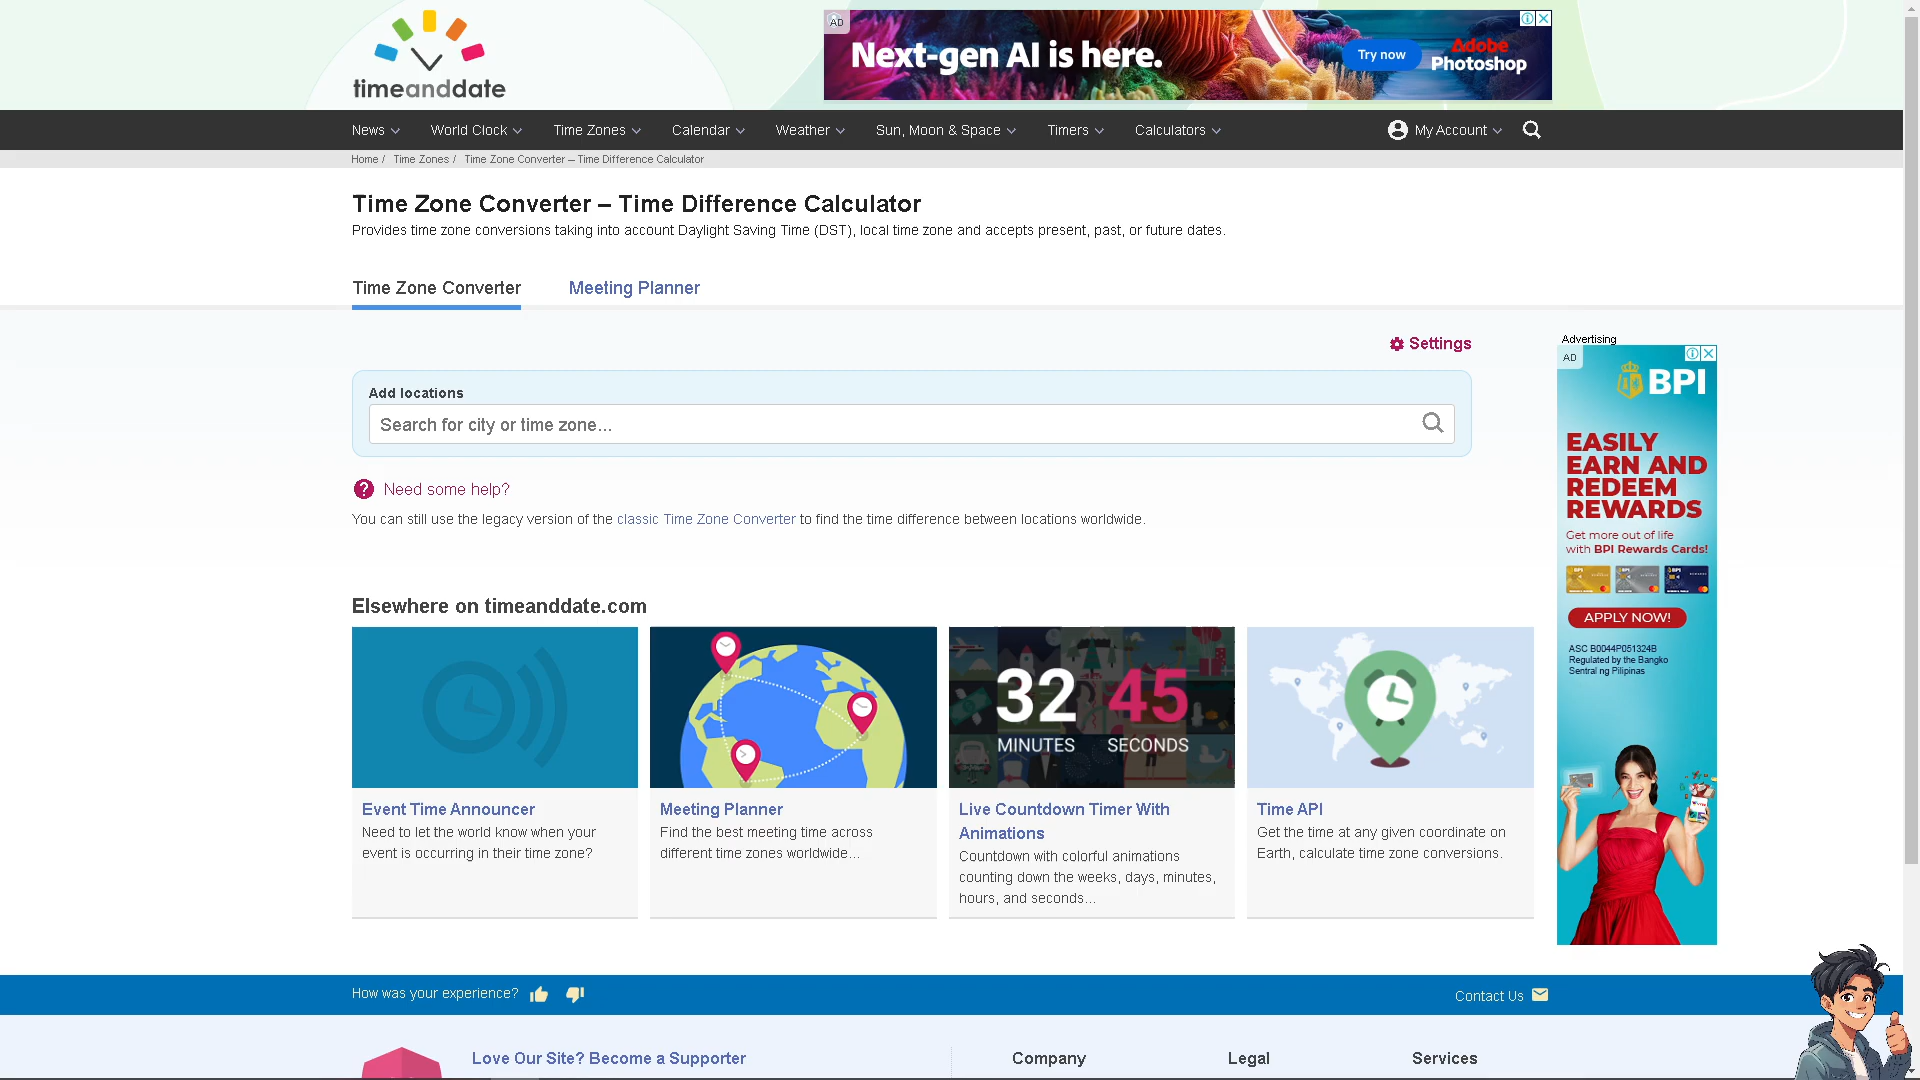 timeanddate
AD
Next-gen AI is here.
Try now
Adobe
Photoshop
News
World Clock
Time Zones
Calendar
Weather
Sun, Moon & Space
Timers
Calculators
My Account
Home / Time Zones / Time Zone Converter – Time Difference Calculator
Time Zone Converter – Time Difference Calculator
Provides time zone conversions taking into account Daylight Saving Time (DST), local time zone and accepts present, past, or future dates.
Time Zone Converter
Meeting Planner
Settings
Add locations
Search for city or time zone...
Need some help?
You can still use the legacy version of the classic Time Zone Converter to find the time difference between locations worldwide.
Advertising
AD
BPI
EASILY
EARN AND
REDEEM
REWARDS
Get more out of life
with BPI Rewards Cards!
APPLY NOW!
ASC B0044P051324B
Regulated by the Bangko
Sentral ng Pilipinas
Elsewhere on timeanddate.com
32
MINUTES
45
SECONDS
Event Time Announcer
Need to let the world know when your
event is occurring in their time zone?
Meeting Planner
Find the best meeting time across
different time zones worldwide...
Live Countdown Timer With
Animations
Countdown with colorful animations
counting down the weeks, days, minutes,
hours, and seconds...
Time API
Get the time at any given coordinate on
Earth, calculate time zone conversions.
How was your experience?
Contact Us
Love Our Site? Become a Supporter
Company
Legal
Services